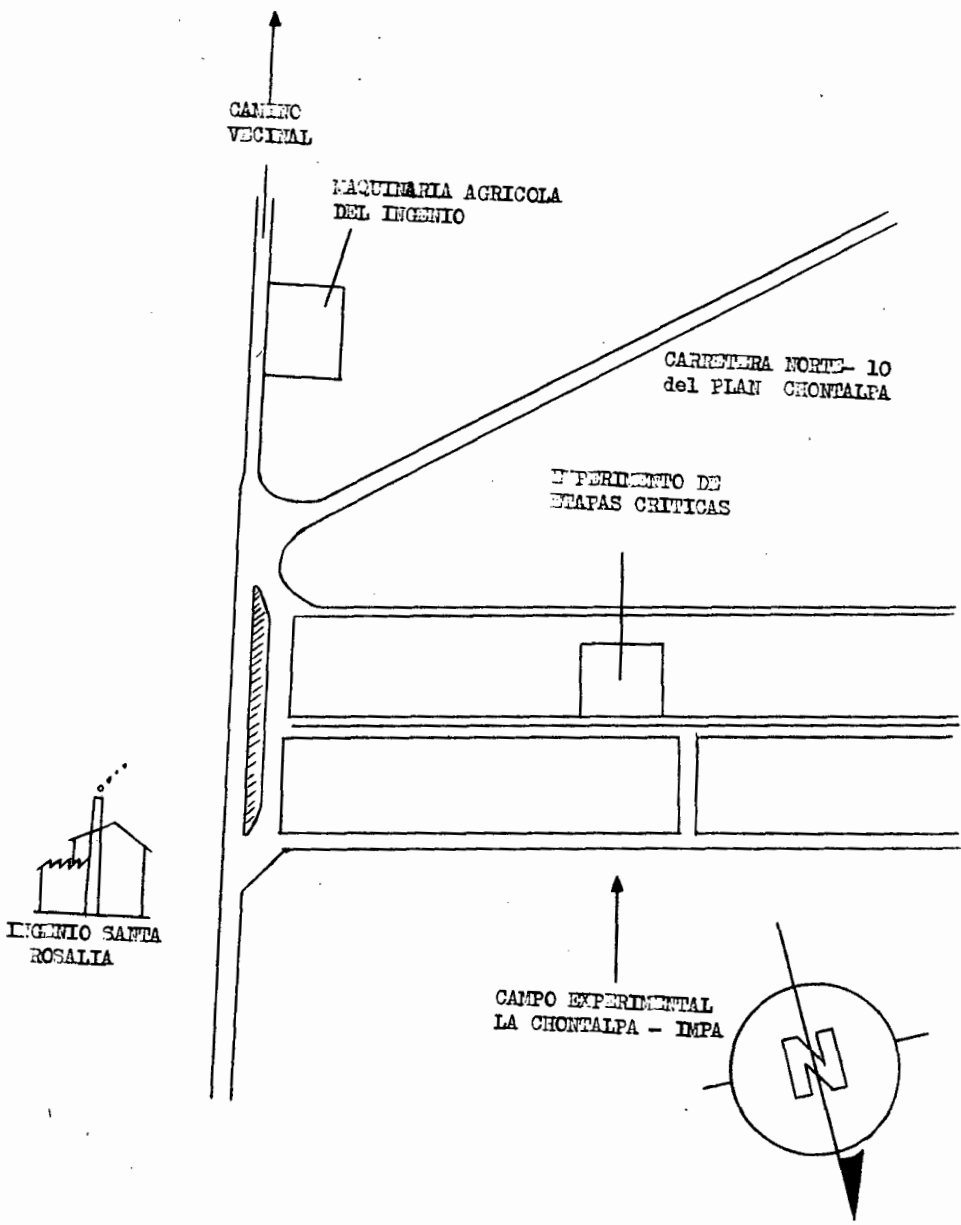 CAMINO
VECINAL
MAQUINARIA AGRICOLA
DEL INGENIO
CARRETERA NORTE- 10
del PLAN CHONTALPA
EXPERIMENTO DE
ETAPAS CRITICAS
INGENIO SANTA
ROSALIA
CAMPO EXPERIMENTAL
LA CHONTALPA - IMPA
N